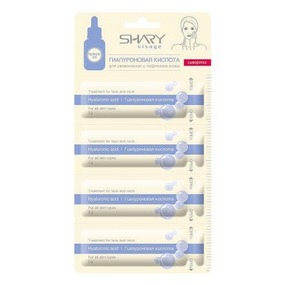 SHARY
visage
ГИАЛУРОНОВАЯ КИСЛОТА
для увлажнения и подтяжки кожи
сыворотка
Treatment for face and neck
Hyaluronic acid | Гиалуроновая кислота
For all skin types
Treatment for face and neck
Hyaluronic acid | Гиалуроновая кислота
For all skin types
Treatment for face and neck
Hyaluronic acid | Гиалуроновая кислота
For all skin types
Treatment for face and neck
Hyaluronic acid | Гиалуроновая кислота
For all skin types